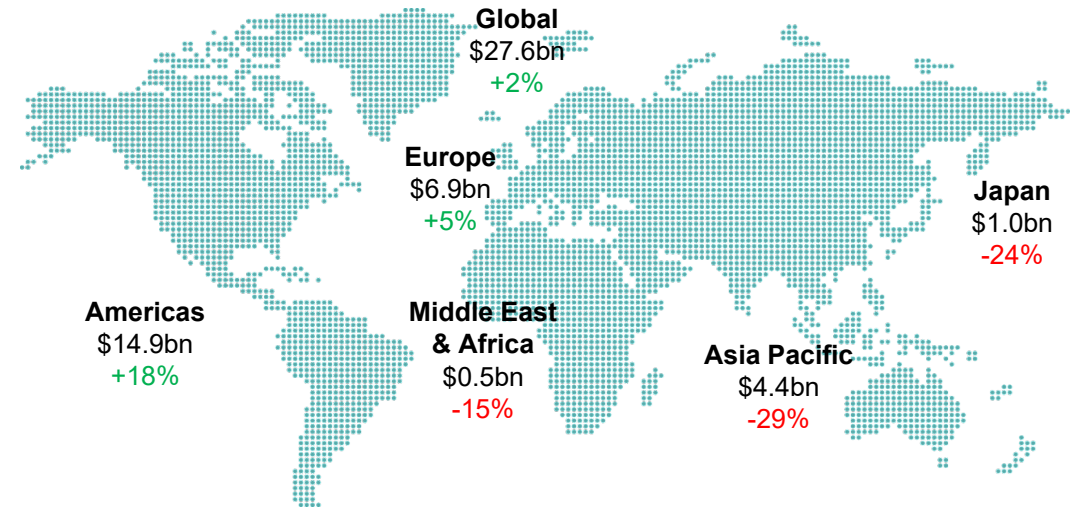 Global
$27.6bn
+2%
Europe
$6.9bn
+5%
Japan
$1.0bn
-24%
Americas
$14.9bn
+18%
Middle East
& Africa
$0.5bn
-15%
Asia Pacific
$4.4bn
-29%